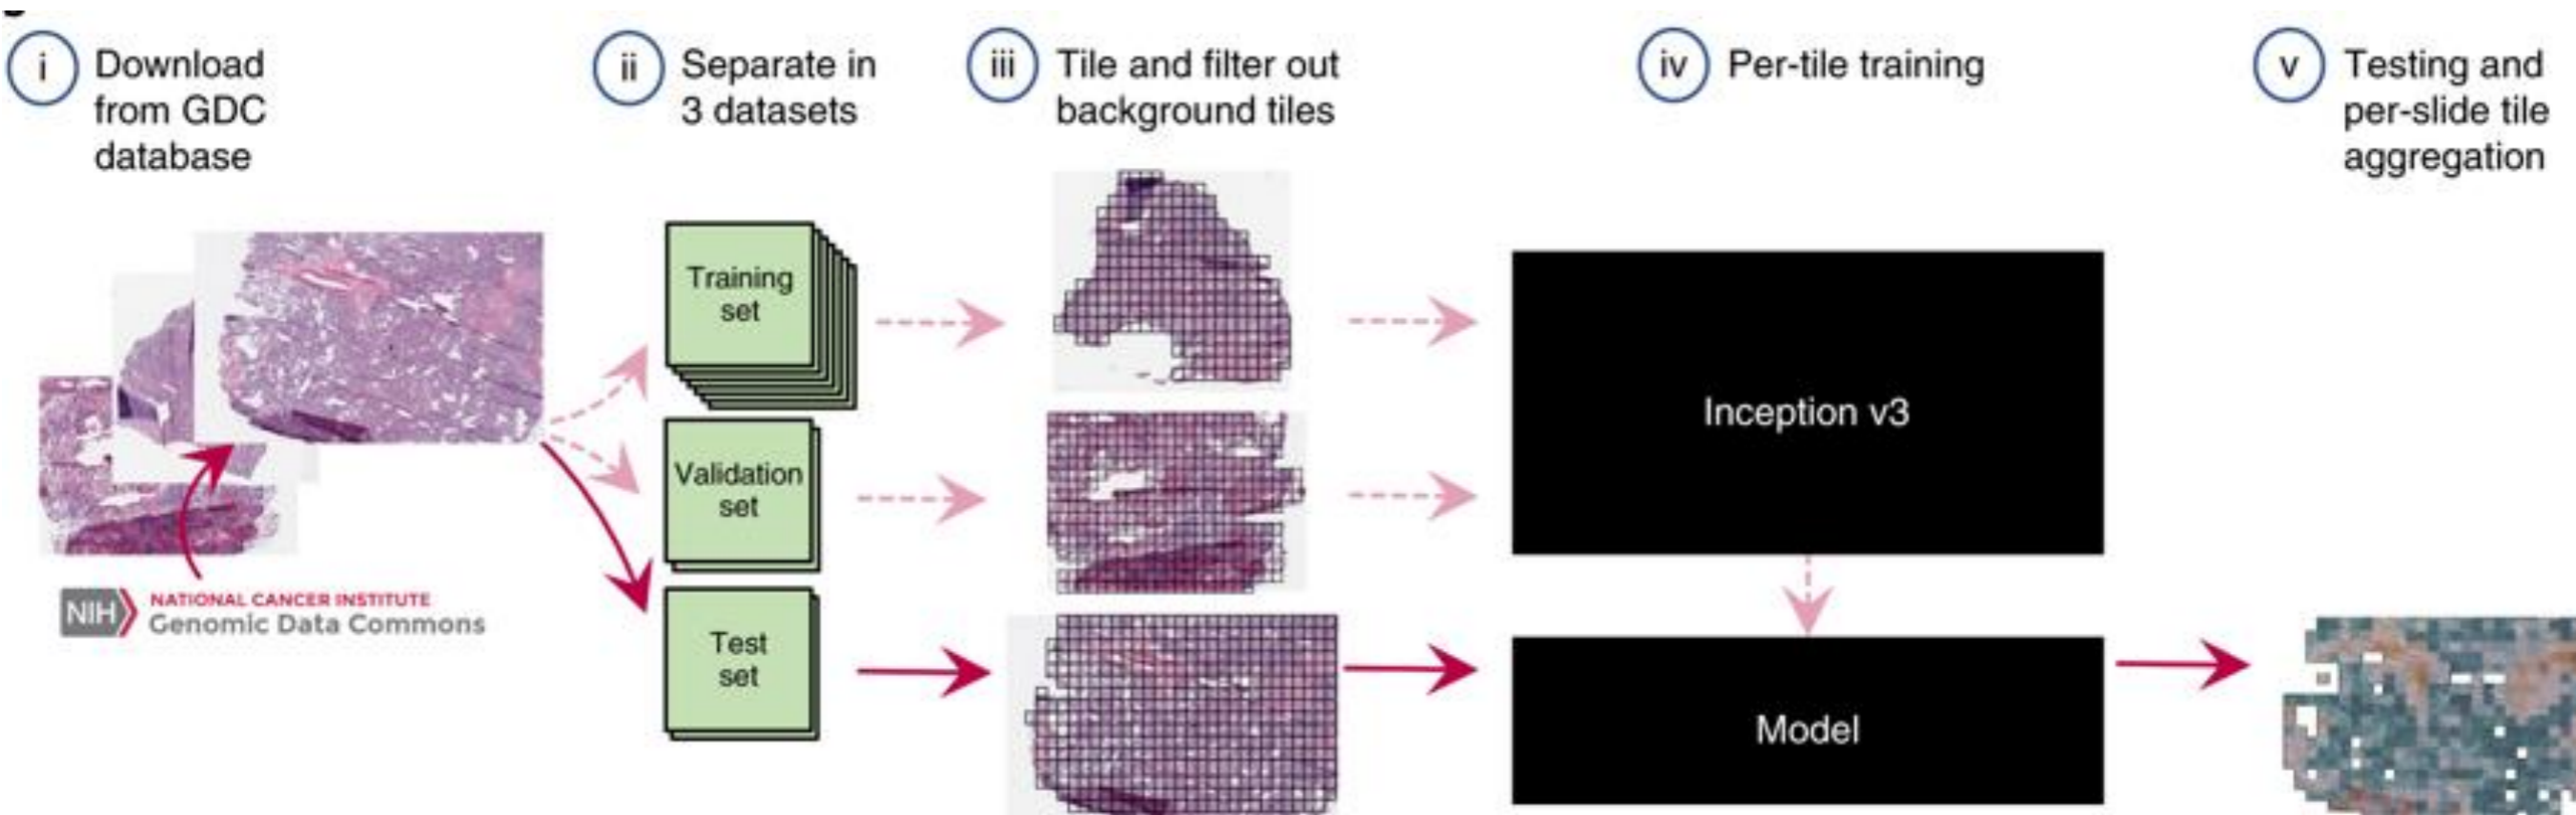 i Download
from GDC
database
ii Separate in
3 datasets
iii Tile and filter out
background tiles
iv Per-tile training
v Testing and
per-slide tile
aggregation
Training
set
Validation
set
Test
set
Inception v3
Model
NIH NATIONAL CANCER INSTITUTE
Genomic Data Commons